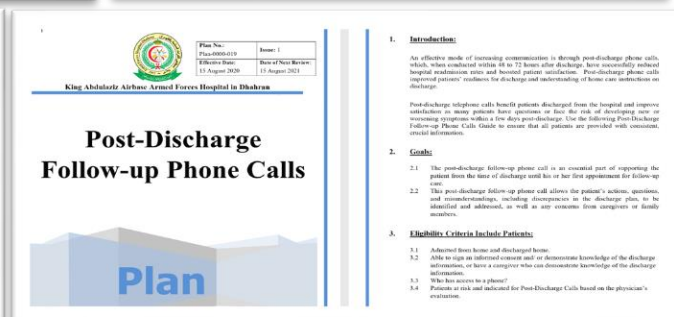 Plan No.:
Plan-0000-019
Issue: 1
Effective Date:
15 August 2020
Date of Next Review:
15 August 2021
King Abdulaziz Airbase Armed Forces Hospital in Dhahran
Post-Discharge
Follow-up Phone Calls
Plan
1. Introduction:
An effective mode of increasing communication is through post-discharge phone calls,
which, when conducted within 48 to 72 hours after discharge, have successfully reduced
hospital readmission rates and boosted patient satisfaction. Post-discharge phone calls
improved patients' readiness for discharge and understanding of home care instructions on
discharge.
Post-discharge telephone calls benefit patients discharged from the hospital and improve
satisfaction as many patients have questions or face the risk of developing new or
worsening symptoms within a few days post-discharge. Use the following Post-Discharge
Follow-up Phone Calls Guide to ensure that all patients are provided with consistent,
crucial information.
2. Goals:
2.1 The post-discharge follow-up phone call is an essential part of supporting the
patient from the time of discharge until his or her first appointment for follow-up
care.
2.2 This post-discharge follow-up phone call allows the patient's actions, questions,
and misunderstandings, including discrepancies in the discharge plan, to be
identified and addressed, as well as any concerns from caregivers or family
members.
3. Eligibility Criteria Include Patients:
3.1 Admitted from home and discharged home.
3.2 Able to sign an informed consent and/ or demonstrate knowledge of the discharge
information, or have a caregiver who can demonstrate knowledge of the discharge
information.
3.3 Who has access to a phone?
3.4 Patients at risk and indicated for Post-Discharge Calls based on the physician's
evaluation.